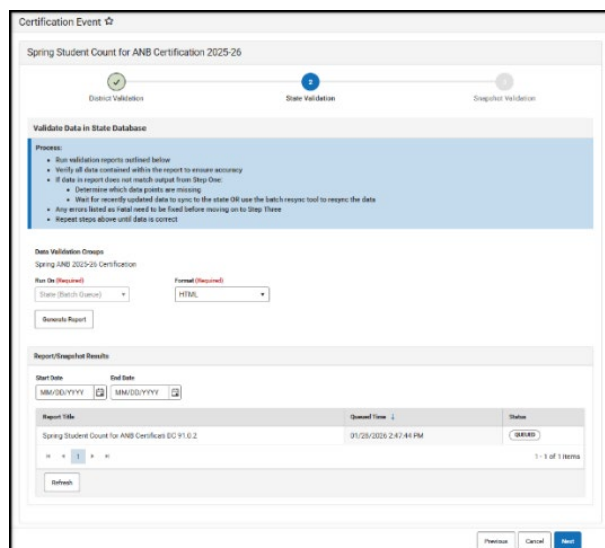 Certification Event
Spring Student Count for ANB Certification 2025-26
2
3
District Validation
State Validation
Snapshot Validation
Validate Data in State Database
Process:
• Run validation reports outlined below
• Verify all data contained within the report to ensure accuracy
• If data in report does not match output from Step One:
• Determine which data points are missing
• Wait for recently updated data to sync to the state OR use the batch resync tool to resync the data
• Any errors listed as Fatal need to be fixed before moving on to Step Three
• Repeat steps above until data is correct
Data Validation Groups
Spring ANB 2025-26 Certification
Run On (Required) Format (Required)
State (Batch Queue) HTML
Generate Report
Report/Snapshot Results
Start Date End Date
MM/DD/YYYY MM/DD/YYYY
Report Title Queued Time ↓ Status
Spring Student Count for ANB Certificati DC 91.0.2 01/28/2026 2:47:44 PM QUEUED
1 1 - 1 of 1 items
Refresh
Previous Cancel Next